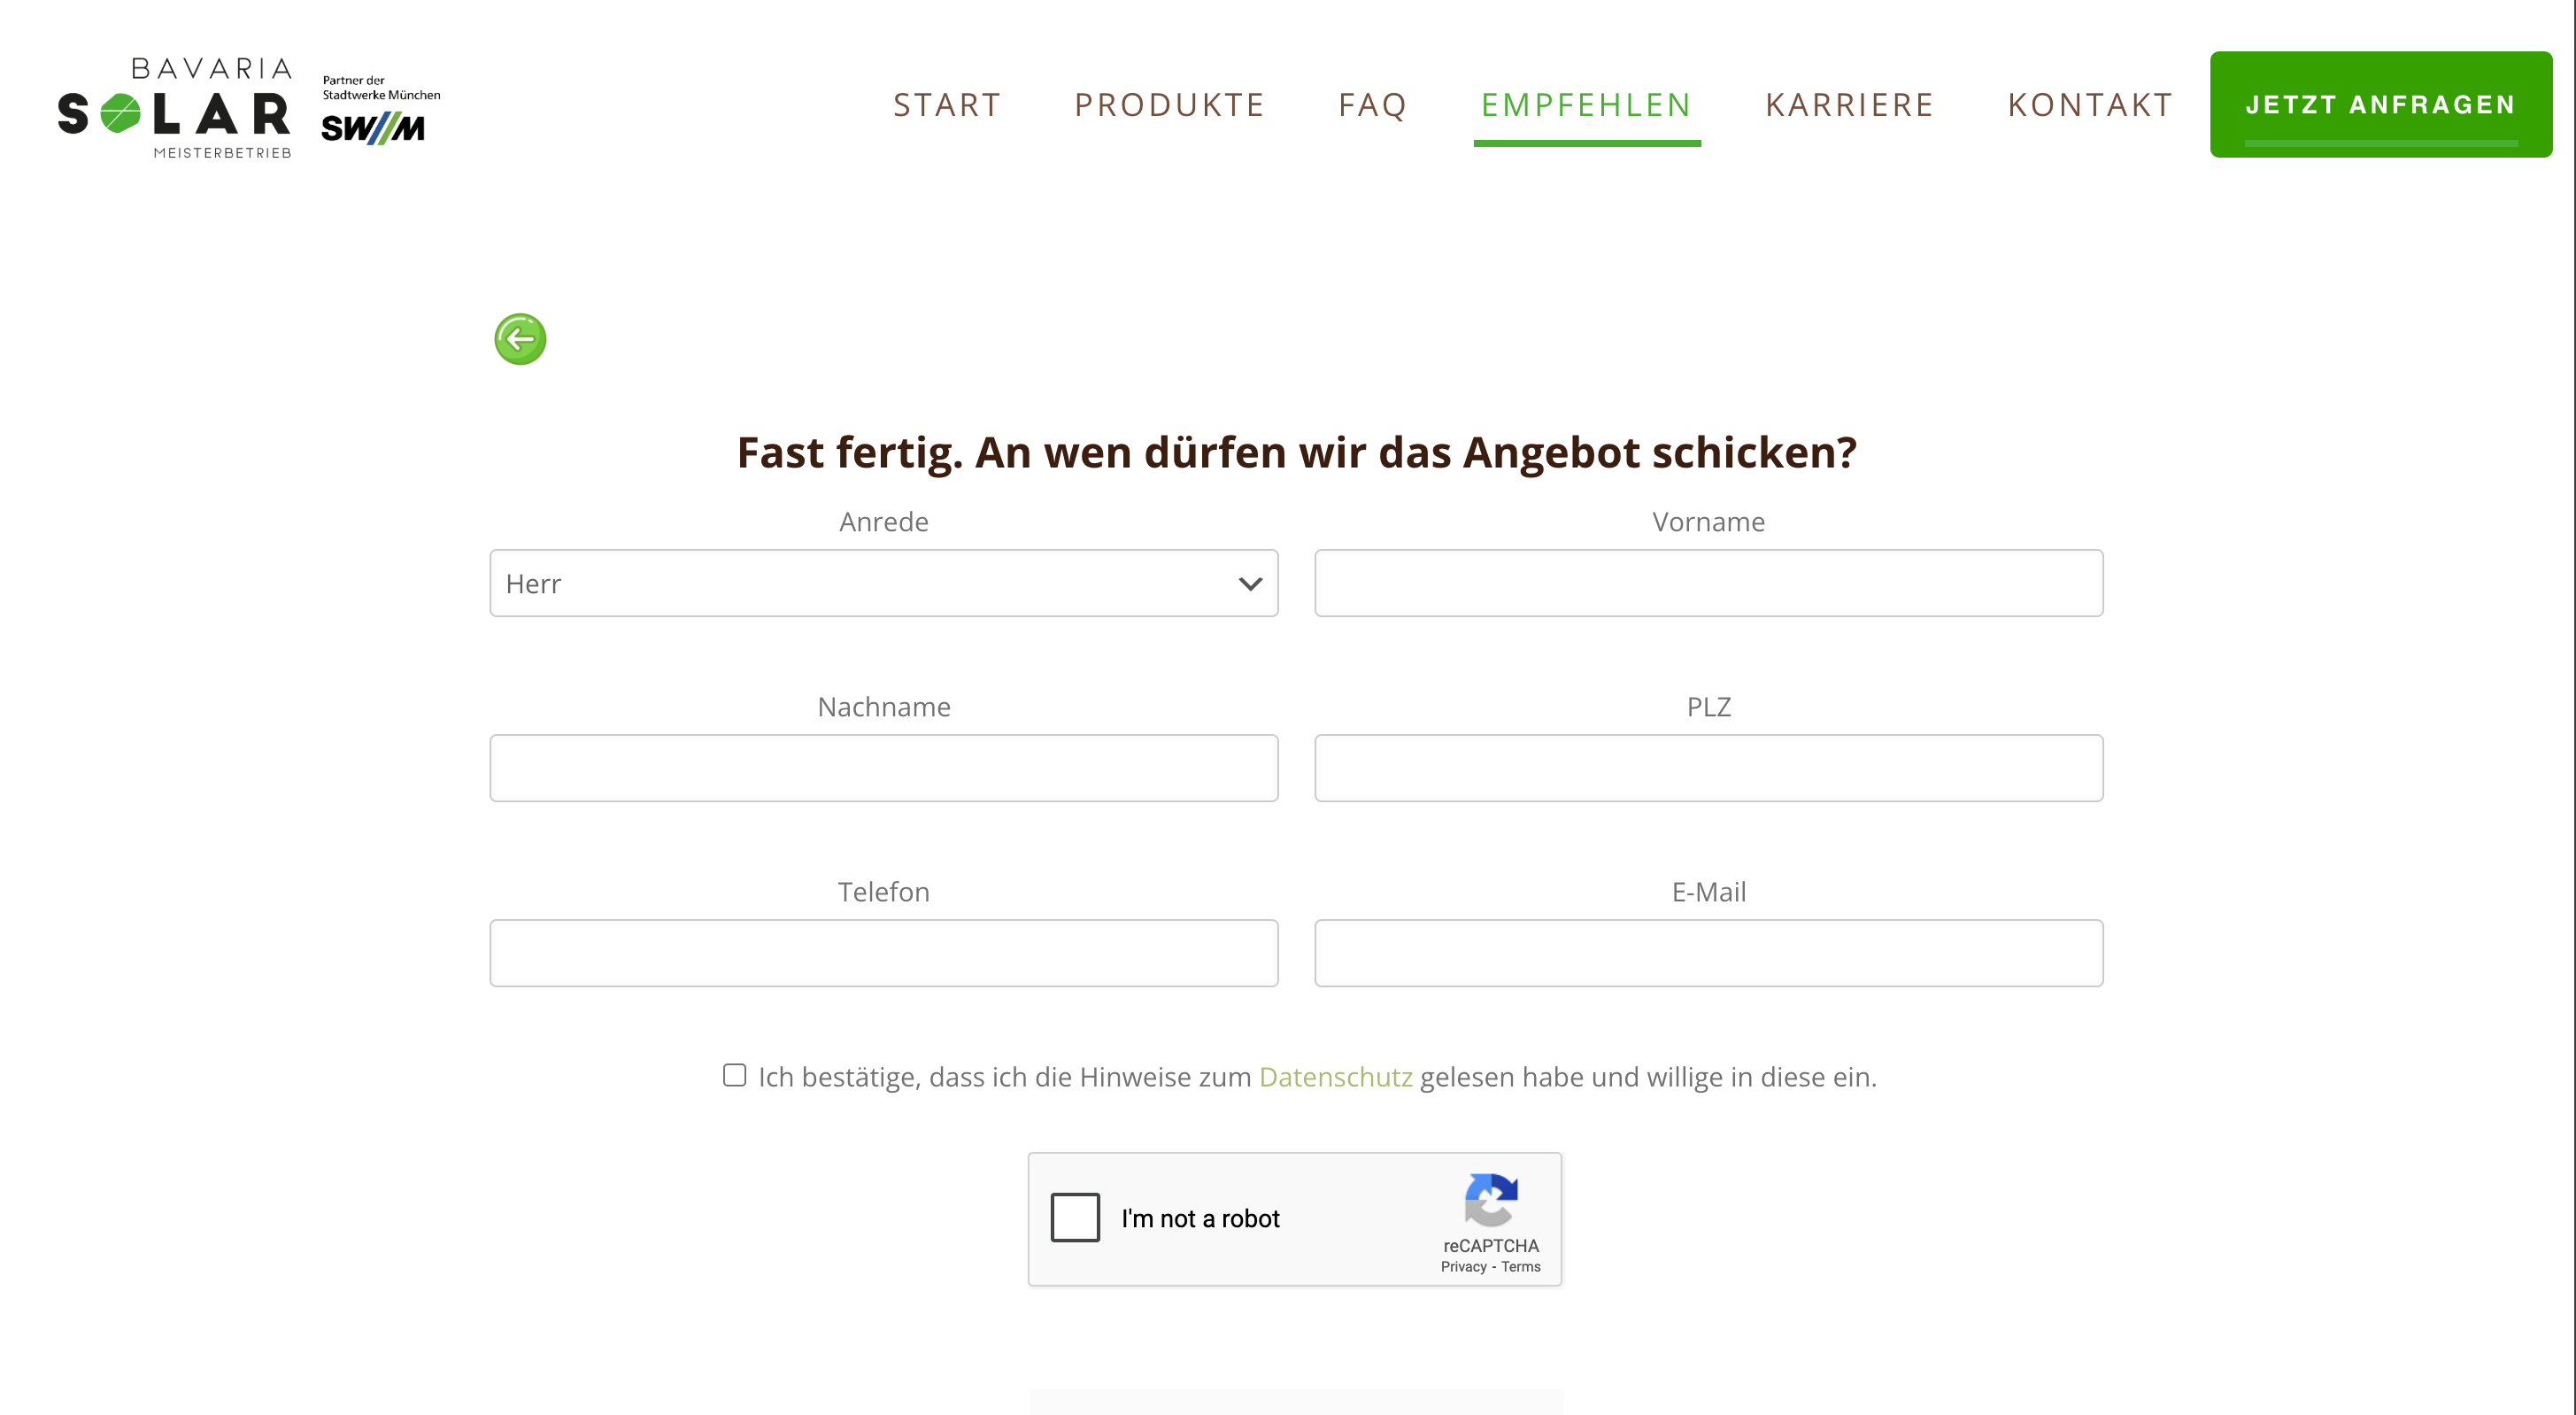 BAVARIA
SOLAR
MEISTERBETRIEB
Partner der
Stadtwerke München
SWM
START PRODUKTE FAQ EMPFEHLEN KARRIERE KONTAKT JETZT ANFRAGEN
Fast fertig. An wen dürfen wir das Angebot schicken?
Anrede Vorname
Herr
Nachname PLZ
Telefon E-Mail
Ich bestätige, dass ich die Hinweise zum Datenschutz gelesen habe und willige in diese ein.
I'm not a robot
reCAPTCHA
Privacy - Terms